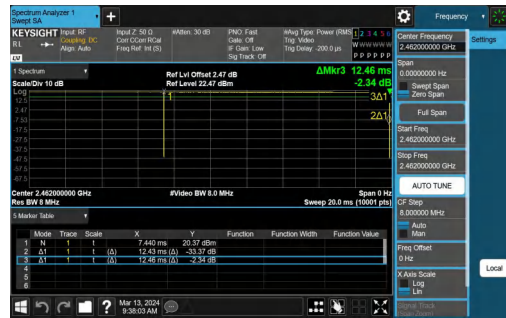 Spectrum Analyzer 1
Swept SA
Frequency
KEYSIGHT
Input: RF
Input Z: 50 Ω
#Atten: 30 dB
PNO: Fast
#Avg Type: Power (RMS
1 2 3 4 5 6
R L
Coupling: DC
Corr CCorr RCal
Gate: Off
Trig: Video
W W W W W W
Align: Auto
Freq Ref: Int (S)
IF Gain: Low
Trig Delay: -200.0 µs
P P P P P P
Sig Track: Off
LXI
Center Frequency
2.462000000 GHz
Settings
1 Spectrum
Ref Lvl Offset 2.47 dB
ΔMkr3 12.46 ms
Scale/Div 10 dB
Ref Level 22.47 dBm
-2.34 dB
Log
1
3Δ1
12.5
2.47
2Δ1
-7.53
-17.5
-27.5
-37.5
-47.5
-57.5
-67.5
Center 2.462000000 GHz
#Video BW 8.0 MHz
Span 0 Hz
Res BW 8 MHz
Sweep 20.0 ms (10001 pts)
Span
0.00000000 Hz
Swept Span
Zero Span
Full Span
Start Freq
2.462000000 GHz
Stop Freq
2.462000000 GHz
AUTO TUNE
CF Step
8.000000 MHz
Auto
Man
Freq Offset
0 Hz
X Axis Scale
Log
Lin
Signal Track
Local
5 Marker Table
Mode Trace Scale X Y Function Function Width Function Value
1 N 1 t 7.440 ms 20.37 dBm
2 Δ1 1 t (Δ) 12.43 ms (Δ) -33.37 dB
3 Δ1 1 t (Δ) 12.46 ms (Δ) -2.34 dB
4
5
6
?
Mar 13, 2024
9:38:03 AM